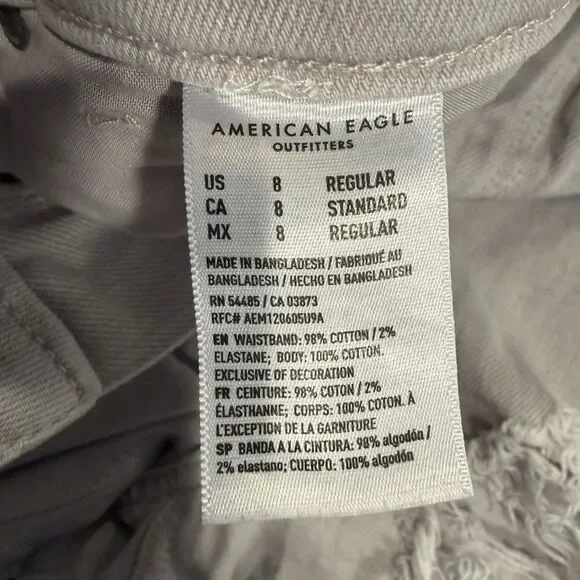 AMERICAN EAGLE
OUTFITTERS
US 8 REGULAR
CA 8 STANDARD
MX 8 REGULAR
MADE IN BANGLADESH / FABRIQUÉ AU
BANGLADESH / HECHO EN BANGLADESH
RN 54485 / CA 03873
RFC# AEM120605U9A
EN WAISTBAND: 98% COTTON / 2%
ELASTANE; BODY: 100% COTTON.
EXCLUSIVE OF DECORATION
FR CEINTURE: 98% COTON / 2%
ÉLASTHANNE; CORPS: 100% COTON. À
L'EXCEPTION DE LA GARNITURE
SP BANDA A LA CINTURA: 98% algodón /
2% elastano; CUERPO: 100% algodón